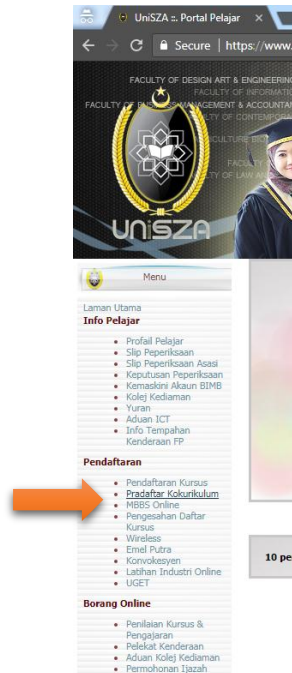 UniSZA ::. Portal Pelajar
Secure | https://www.
FACULTY OF DESIGN ART & ENGINEERING
FACULTY OF INFORMATIC
FACULTY OF BUSINESS MANAGEMENT & ACCOUNTAN
FACULTY OF CONTEMPORA
FACULTY
OF LAW
UniSZA
Menu
Laman Utama
Info Pelajar
Profail Pelajar
Slip Peperiksaan
Slip Peperiksaan Asasi
Keputusan Peperiksaan
Kemaskini Akaun BIMB
Kolej Kediaman
Yuran
Aduan ICT
Info Tempahan
Kenderaan FP
Pendaftaran
Pendaftaran Kursus
Pradaftar Kokurikulum
MBBS Online
Pengesahan Daftar
Kursus
Wireless
Emel Putra
Konvokesyen
Latihan Industri Online
UGET
Borang Online
Penilaian Kursus &
Pengajaran
Pelekat Kenderaan
Aduan Kolej Kediaman
Permohonan Ijazah
10 pe